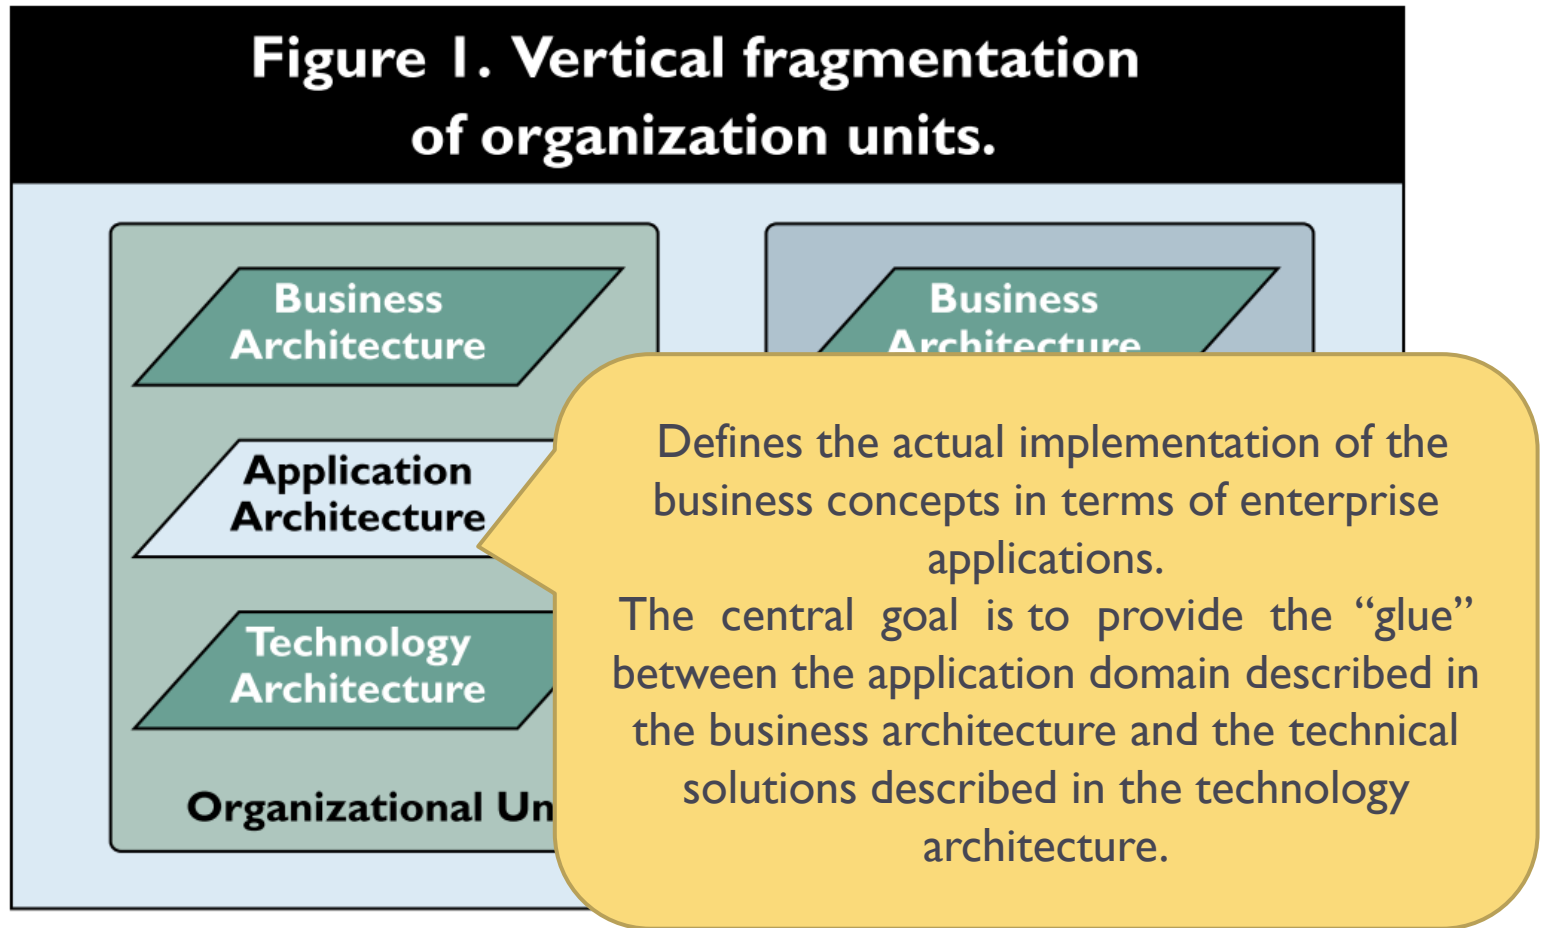 Figure 1. Vertical fragmentation
of organization units.
Business
Architecture
Business
Architecture
Application
Architecture
Technology
Architecture
Organizational
Defines the actual implementation of the
business concepts in terms of enterprise
applications.
The central goal is to provide the “glue”
between the application domain described in
the business architecture and the technical
solutions described in the technology
architecture.